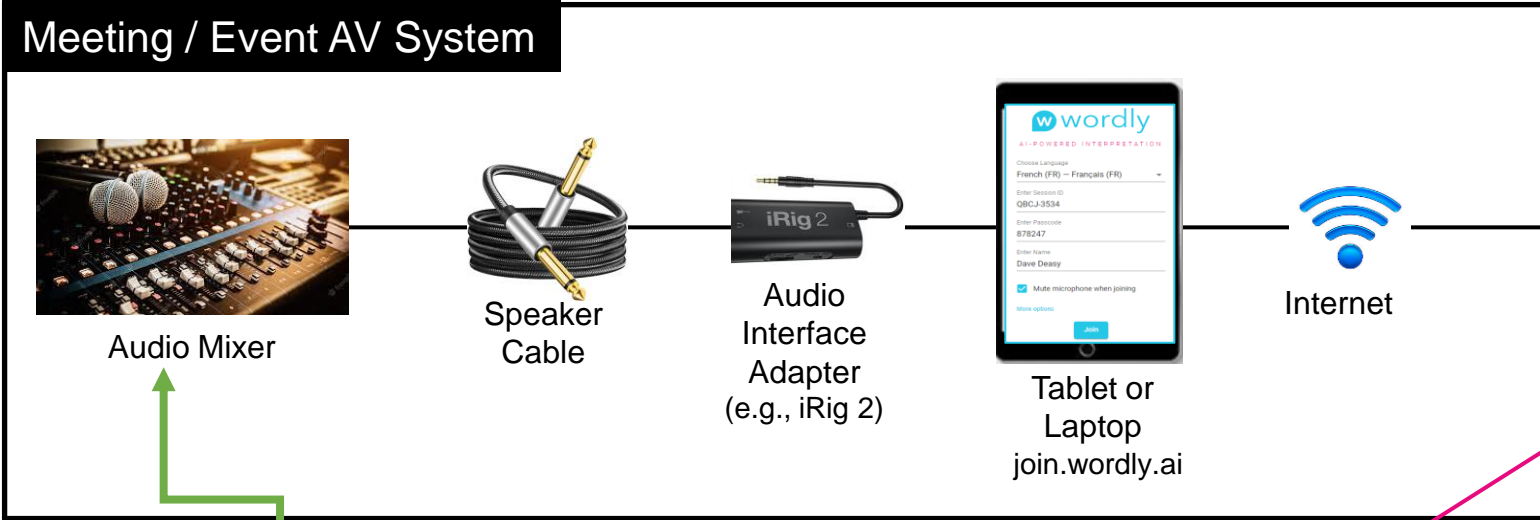 Meeting / Event AV System
Audio Mixer
Speaker
Cable
iRig 2
Audio
Interface
Adapter
(e.g., iRig 2)
w wordly
AI-POWERED INTERPRETATION
Choose Language
French (FR) — Français (FR)
Enter Session ID
QBCJ-3534
Enter Passcode
878247
Enter Name
Dave Deasy
Mute microphone when joining
More options
Join
Tablet or
Laptop
join.wordly.ai
Internet